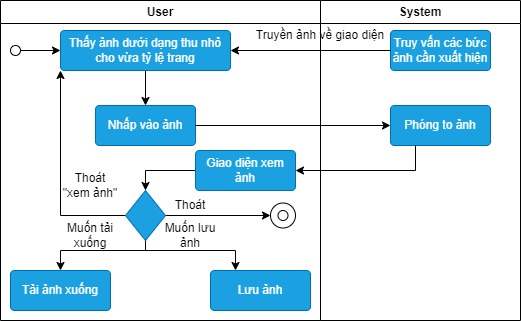 User
System
Thấy ảnh dưới dạng thu nhỏ
cho vừa tỷ lệ trang
Truyền ảnh về giao diện
Truy vấn các bức
ảnh cần xuất hiện
Nhấp vào ảnh
Phóng to ảnh
Giao diện xem
ảnh
Thoát
"xem ảnh"
Thoát
Muốn tải
xuống
Muốn lưu
ảnh
Tải ảnh xuống
Lưu ảnh